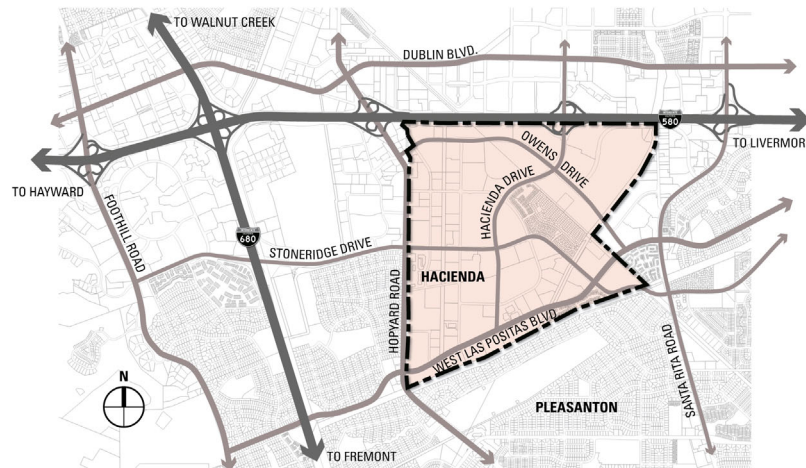 TO WALNUT CREEK
DUBLIN BLVD.
580
TO LIVERMOR
TO HAYWARD
OWENS DRIVE
HACIENDA DRIVE
FOOTHILL ROAD
680
STONERIDGE DRIVE
HACIENDA
HOPYARD ROAD
WEST LAS POSITAS BLVD
SANTA RITA ROAD
N
PLEASANTON
TO FREMONT